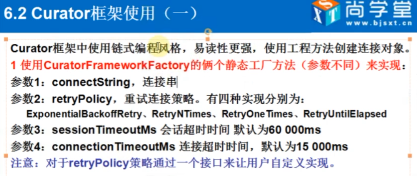 6.2 Curator框架使用（一）
尚学堂
www.bjsxt.cn
Curator框架中使用链式编程风格，易读性更强，使用工程方法创建连接对象。
1 使用CuratorFrameworkFactory的俩个静态工厂方法（参数不同）来实现：
参数1：connectString，连接串
参数2：retryPolicy，重试连接策略。有四种实现分别为：
ExponentialBackoffRetry、RetryNTimes、RetryOneTimes、RetryUntilElapsed
参数3：sessionTimeoutMs 会话超时时间 默认为60 000ms
参数4：connectionTimeoutMs 连接超时时间，默认为15 000ms
注意：对于retryPolicy策略通过一个接口来让用户自定义实现。